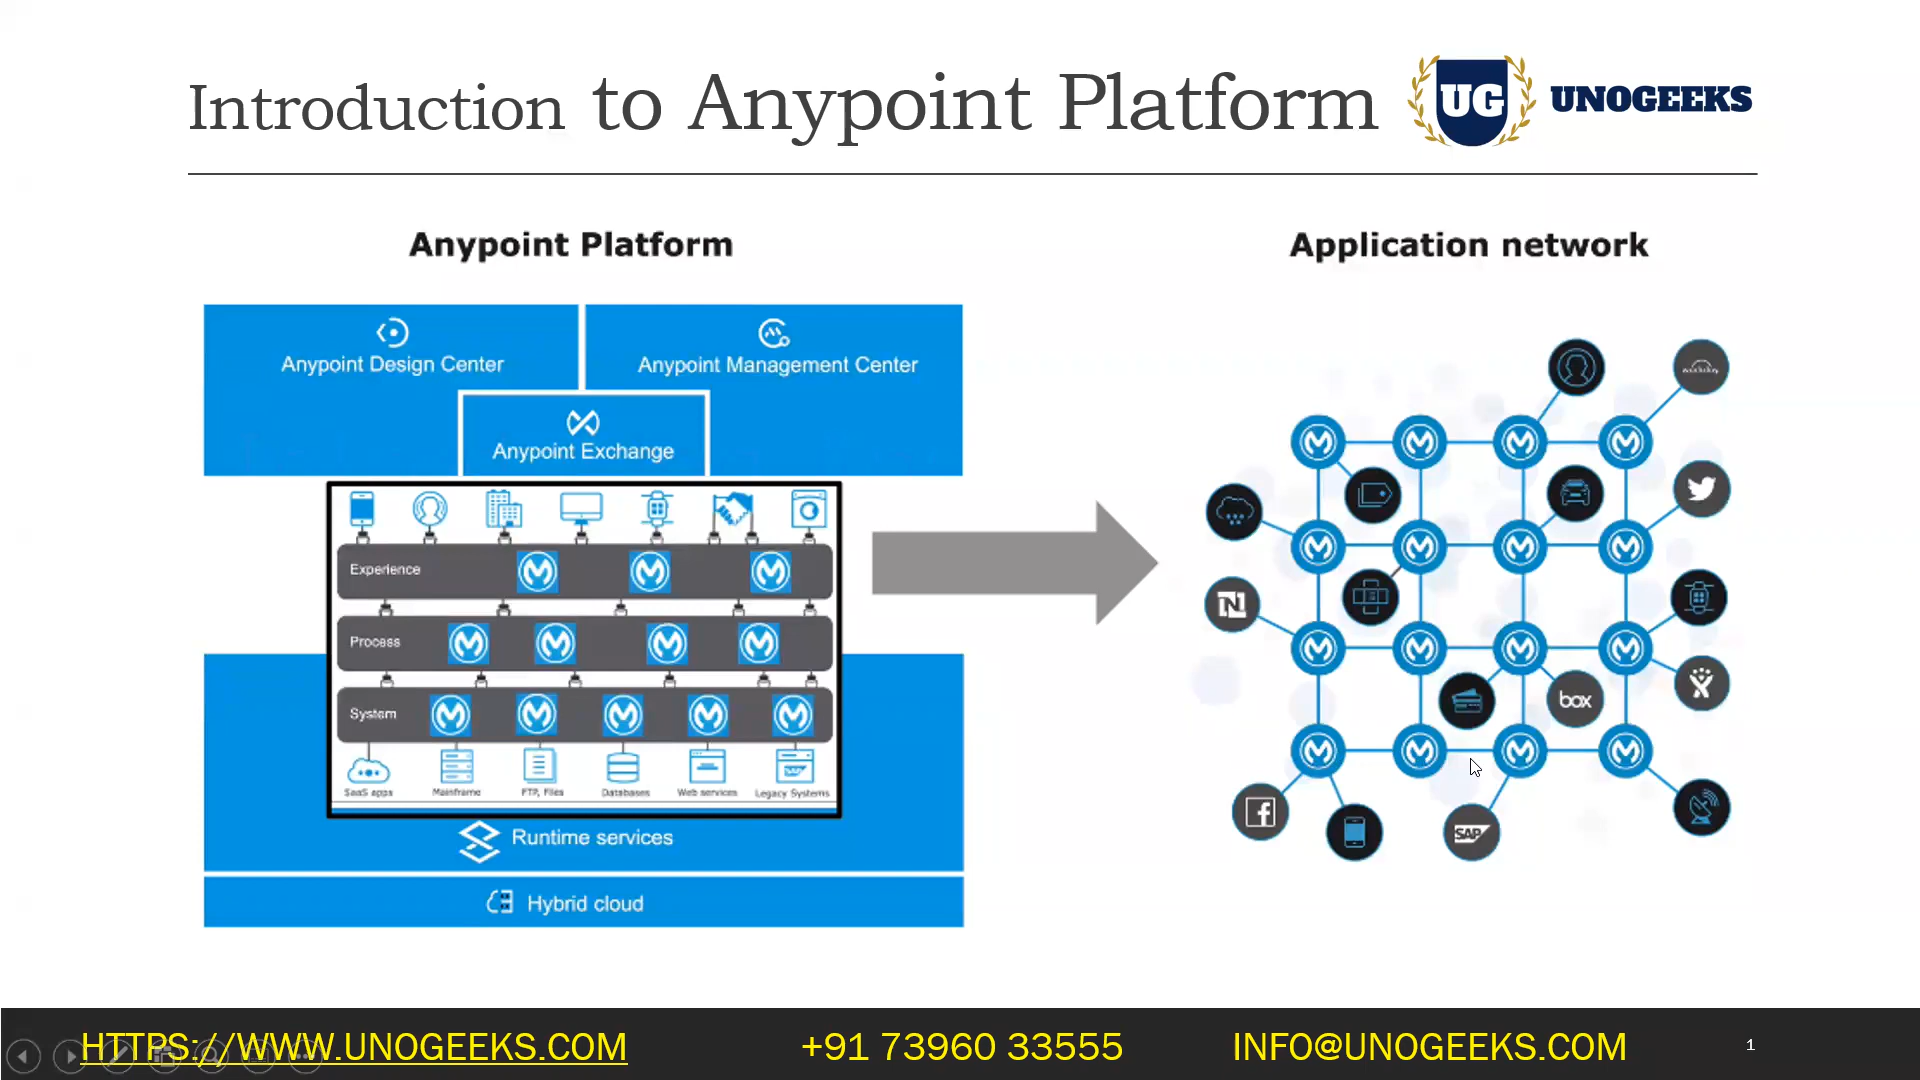 Introduction to Anypoint Platform
UG UNOGEEKS
Anypoint Platform
Application network
Anypoint Design Center
Anypoint Management Center
Anypoint Exchange
Experience
Process
System
SaaS apps
Mainframe
FTP, Files
Databases
Web services
SAP
Legacy Systems
Runtime services
Hybrid cloud
N
box
f
SAP
HTTPS://WWW.UNOGEEKS.COM
+91 73960 33555
INFO@UNOGEEKS.COM
1